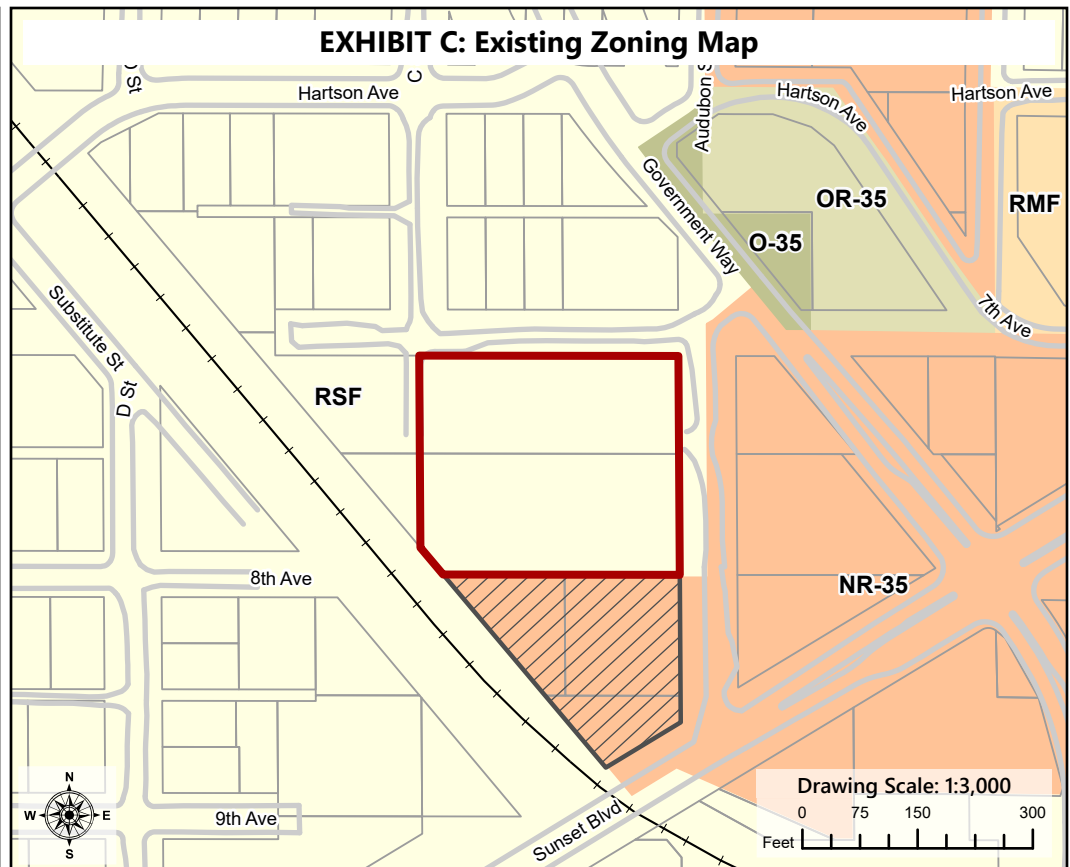 EXHIBIT C: Existing Zoning Map
St
C
Audubon S
Hartson Ave
Hartson Ave
Hartson Ave
Government Way
OR-35
RMF
O-35
7th Ave
Substitute St
D St
RSF
8th Ave
NR-35
9th Ave
Sunset Blvd
N
W
E
S
Drawing Scale: 1:3,000
0 75 150 300
Feet